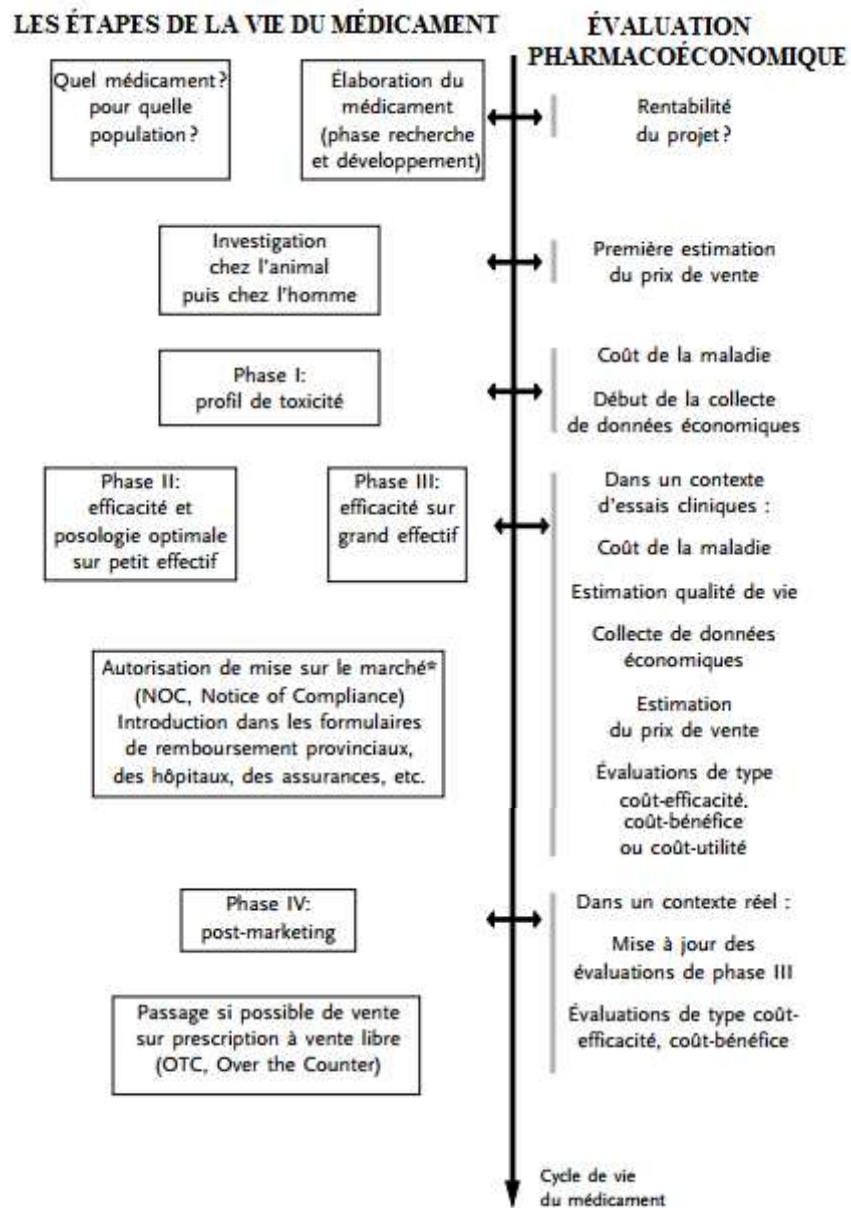 LES ÉTAPES DE LA VIE DU MÉDICAMENT
ÉVALUATION
PHARMACOÉCONOMIQUE
Quel médicament?
pour quelle
population?
Élaboration du
médicament
(phase recherche
et développement)
Rentabilité
du projet?
Investigation
chez l'animal
puis chez l'homme
Première estimation
du prix de vente
Phase I:
profil de toxicité
Coût de la maladie
Début de la collecte
de données économiques
Phase II:
efficacité et
posologie optimale
sur petit effectif
Phase III:
efficacité sur
grand effectif
Dans un contexte
d'essais cliniques :
Coût de la maladie
Estimation qualité de vie
Collecte de données
économiques
Estimation
du prix de vente
Évaluations de type
coût-efficacité,
coût-bénéfice
ou coût-utilité
Autorisation de mise sur le marché*
(NOC, Notice of Compliance)
Introduction dans les formulaires
de remboursement provinciaux,
des hôpitaux, des assurances, etc.
Phase IV:
post-marketing
Dans un contexte réel :
Mise à jour des
évaluations de phase III
Évaluations de type coût-
efficacité, coût-bénéfice
Passage si possible de vente
sur prescription à vente libre
(OTC, Over the Counter)
Cycle de vie
du médicament